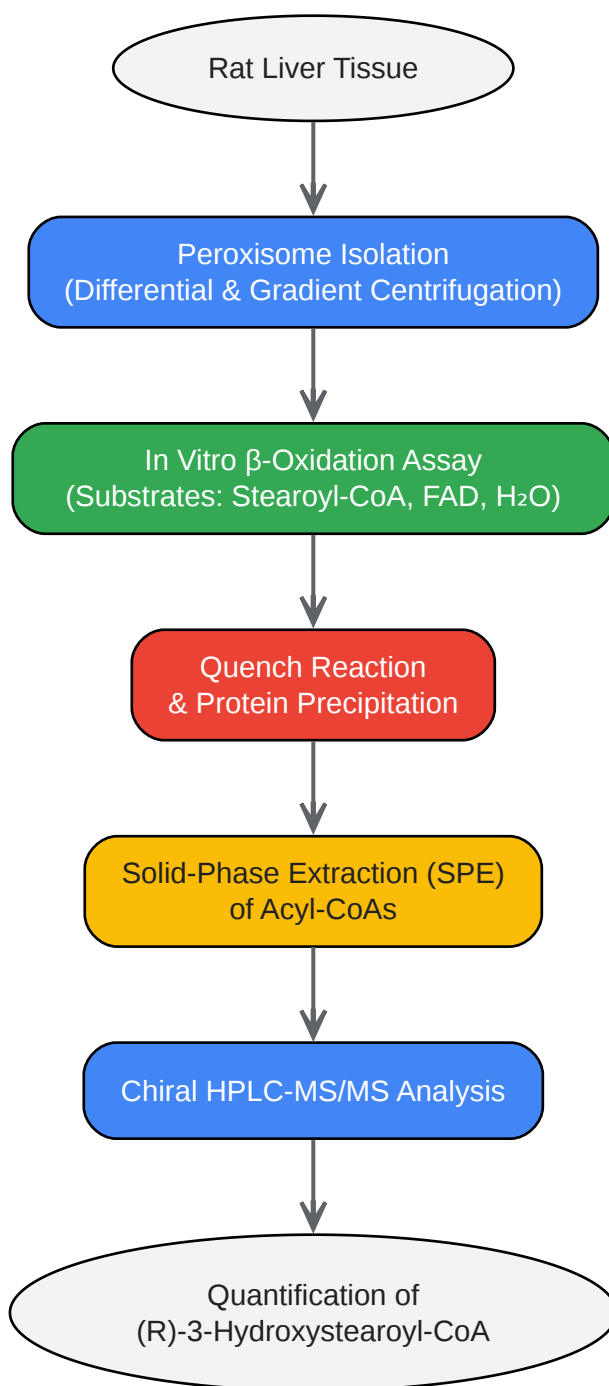 Rat Liver Tissue
Peroxisome Isolation
(Differential & Gradient Centrifugation)
In Vitro β-Oxidation Assay
(Substrates: Stearoyl-CoA, FAD, H₂O)
Quench Reaction
& Protein Precipitation
Solid-Phase Extraction (SPE)
of Acyl-CoAs
Chiral HPLC-MS/MS Analysis
Quantification of
(R)-3-Hydroxystearoyl-CoA